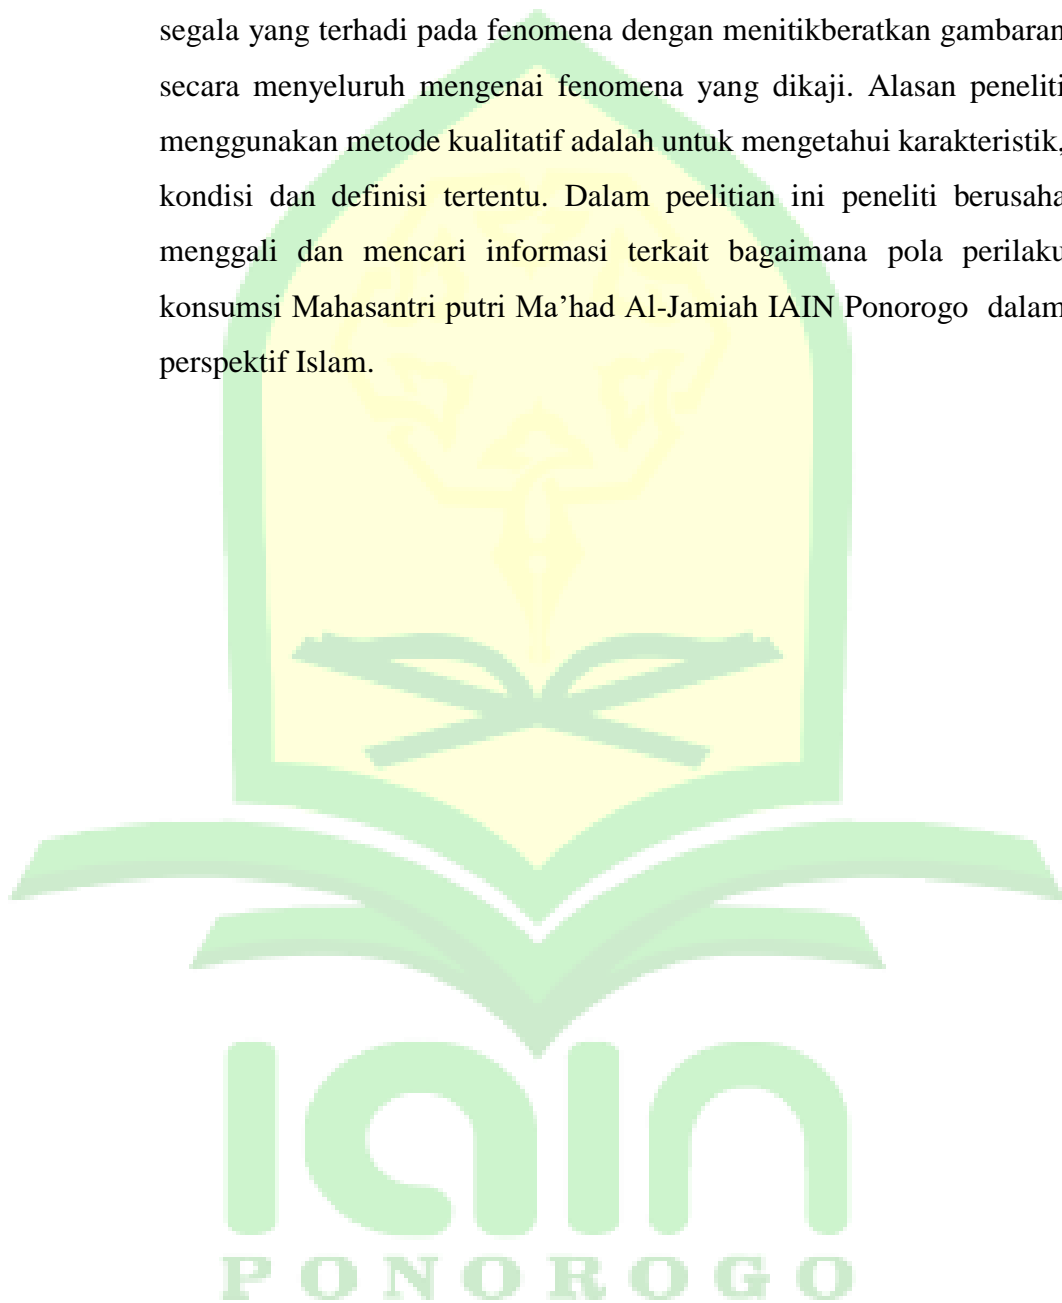 segala yang terhadi pada fenomena dengan menitikberatkan gambaran
secara menyeluruh mengenai fenomena yang dikaji. Alasan peneliti
menggunakan metode kualitatif adalah untuk mengetahui karakteristik,
kondisi dan definisi tertentu. Dalam peelitian ini peneliti berusaha
menggali dan mencari informasi terkait bagaimana pola perilaku
konsumsi Mahasantri putri Ma’had Al-Jamiah IAIN Ponorogo  dalam
perspektif Islam.
IAIN
PONOROGO